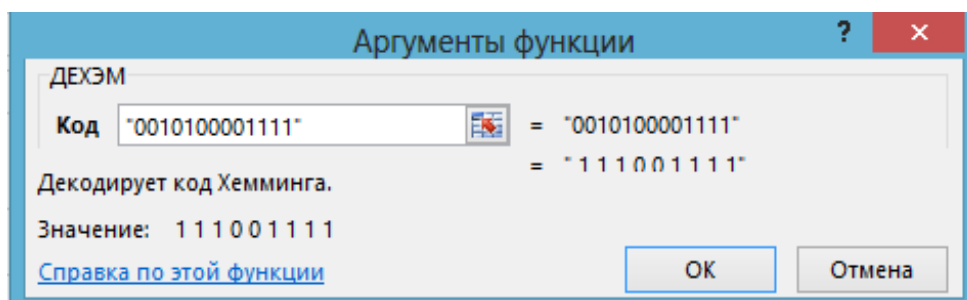 Аргументы функции ? ×
ДЕХЭМ
Код "0010100001111" = "0010100001111"
= "1 1 1 0 0 1 1 1 1"
Декодирует код Хемминга.
Значение: 1 1 1 0 0 1 1 1 1
Справка по этой функции ОК Отмена